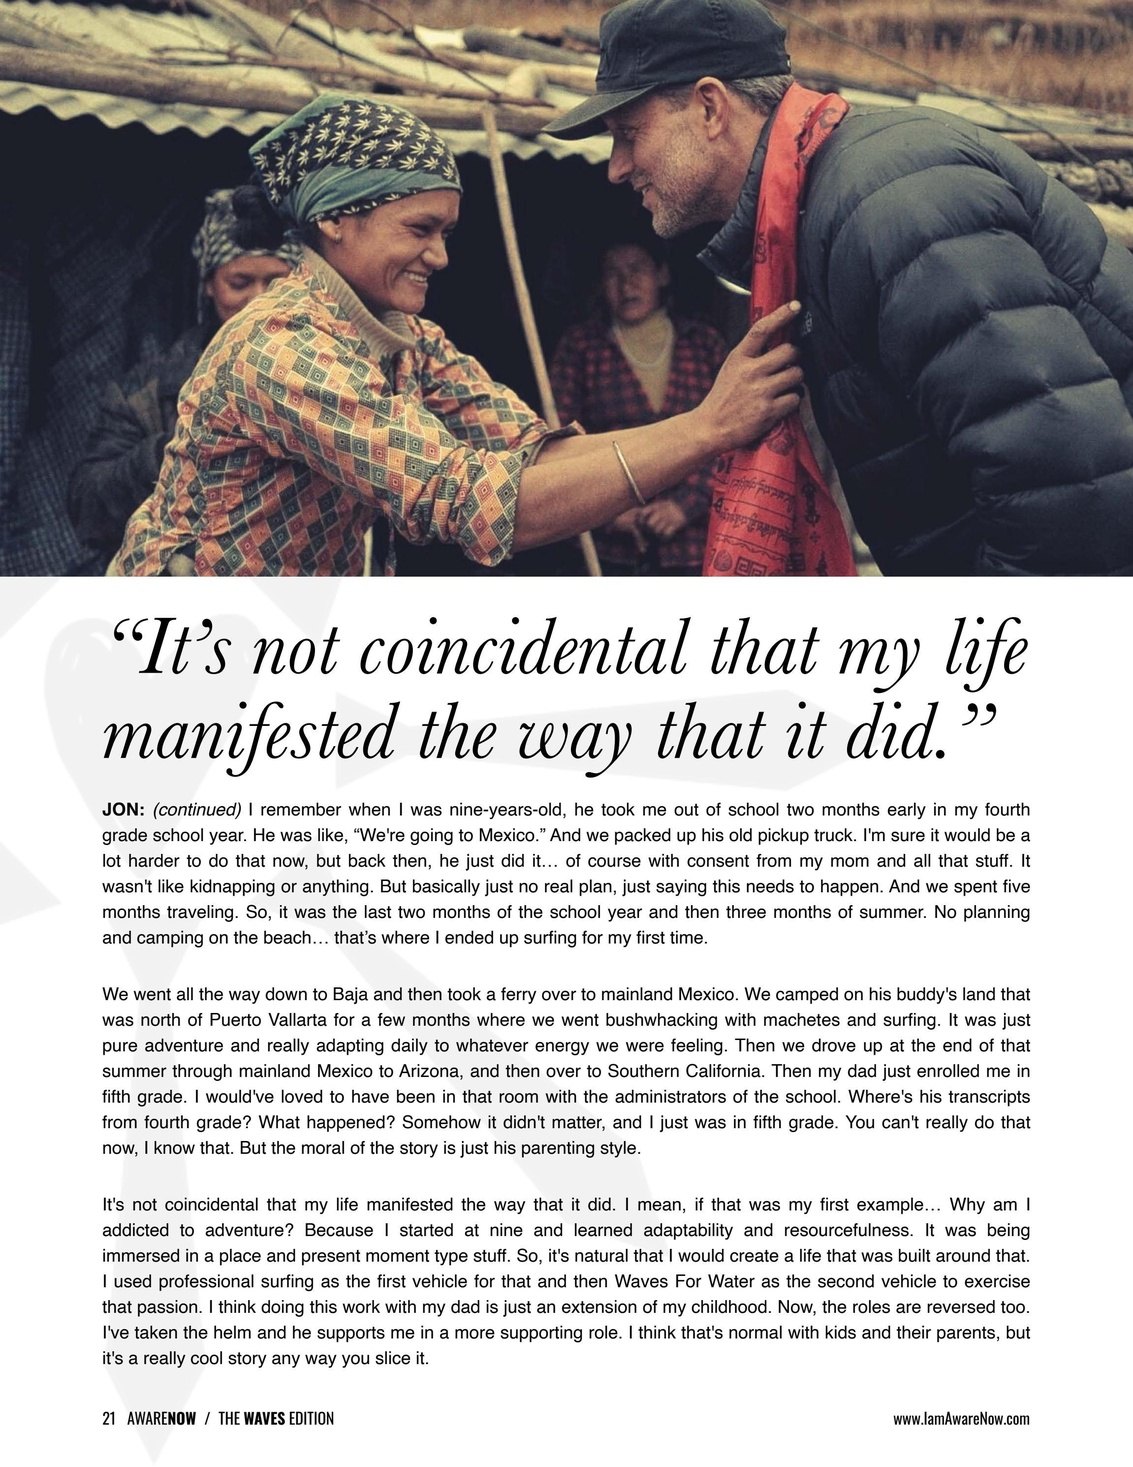 “It’s not coincidental that my life
manifested the way that it did.”
JON: (continued) I remember when I was nine-years-old, he took me out of school two months early in my fourth
grade school year. He was like, “We're going to Mexico.” And we packed up his old pickup truck. I'm sure it would be a
lot harder to do that now, but back then, he just did it… of course with consent from my mom and all that stuff. It
wasn't like kidnapping or anything. But basically just no real plan, just saying this needs to happen. And we spent five
months traveling. So, it was the last two months of the school year and then three months of summer. No planning
and camping on the beach… that’s where I ended up surfing for my first time.
We went all the way down to Baja and then took a ferry over to mainland Mexico. We camped on his buddy's land that
was north of Puerto Vallarta for a few months where we went bushwhacking with machetes and surfing. It was just
pure adventure and really adapting daily to whatever energy we were feeling. Then we drove up at the end of that
summer through mainland Mexico to Arizona, and then over to Southern California. Then my dad just enrolled me in
fifth grade. I would've loved to have been in that room with the administrators of the school. Where's his transcripts
from fourth grade? What happened? Somehow it didn't matter, and I just was in fifth grade. You can't really do that
now, I know that. But the moral of the story is just his parenting style.
It's not coincidental that my life manifested the way that it did. I mean, if that was my first example… Why am I
addicted to adventure? Because I started at nine and learned adaptability and resourcefulness. It was being
immersed in a place and present moment type stuff. So, it's natural that I would create a life that was built around that.
I used professional surfing as the first vehicle for that and then Waves For Water as the second vehicle to exercise
that passion. I think doing this work with my dad is just an extension of my childhood. Now, the roles are reversed too.
I've taken the helm and he supports me in a more supporting role. I think that's normal with kids and their parents, but
it's a really cool story any way you slice it.
21 AWARENOW / THE WAVES EDITION
www.IamAwareNow.com